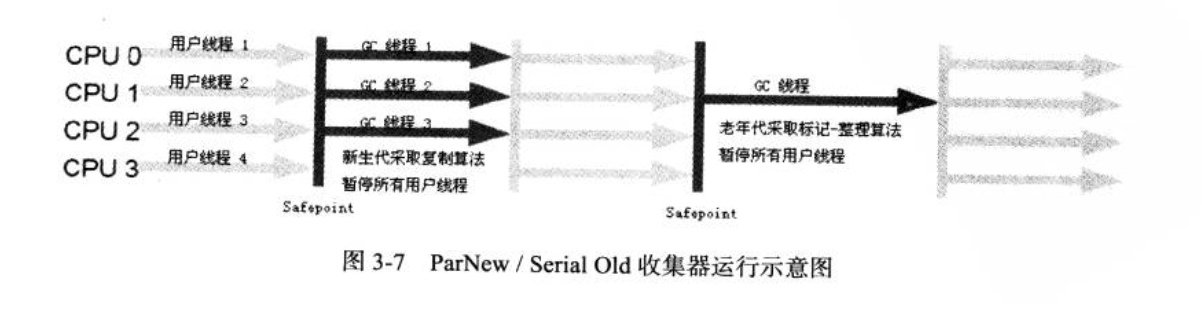 CPU 0 用户线程 1 GC 线程 1
CPU 1 用户线程 2 GC 线程 2 GC 线程
CPU 2 用户线程 3 GC 线程 3 老年代采取标记-整理算法
CPU 3 用户线程 4 新生代采取复制算法 暂停所有用户线程
暂停所有用户线程
Safepoint Safepoint
图 3-7 ParNew / Serial Old 收集器运行示意图